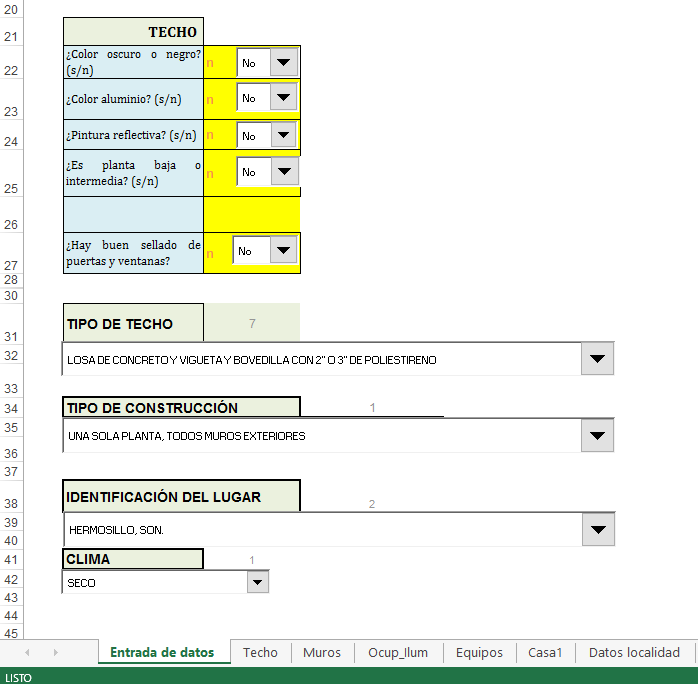 20
21 TECHO
¿Color oscuro o negro?
22 (s/n) n No
23 ¿Color aluminio? (s/n) n No
24 ¿Pintura reflectiva? (s/n) n No
¿Es planta baja o
25 intermedia? (s/n) n No
26
¿Hay buen sellado de
27 puertas y ventanas? n No
28
30
31 TIPO DE TECHO 7
32 LOSA DE CONCRETO Y VIGUETA Y BOVEDILLA CON 2" O 3" DE POLIESTIRENO
33
34 TIPO DE CONSTRUCCIÓN 1
35 UNA SOLA PLANTA, TODOS MUROS EXTERIORES
36
37
38 IDENTIFICACIÓN DEL LUGAR 2
39 HERMOSILLO, SON.
40
41 CLIMA 1
42 SECO
43
44
45
Entrada de datos Techo Muros Ocup_Ilum Equipos Casa1 Datos localidad
LISTO